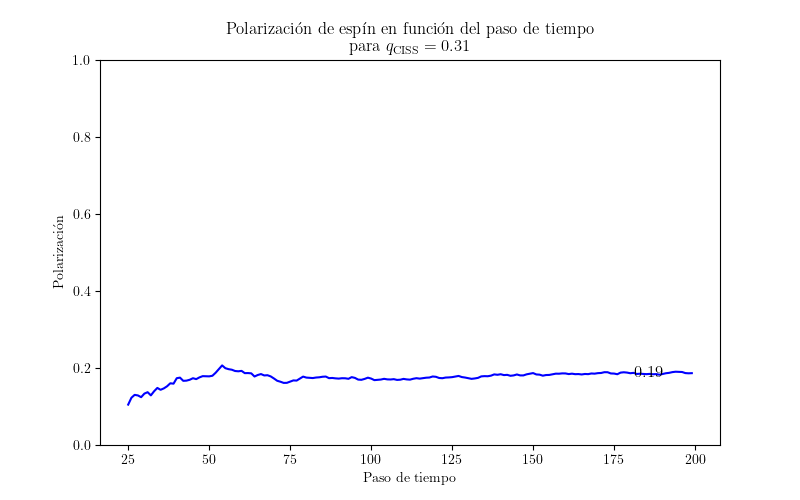 Polarización de espín en función del paso de tiempo
para q_CISS = 0.31
1.0
0.8
0.6
0.4
0.2
0.0
Polarización
0.19
25 50 75 100 125 150 175 200
Paso de tiempo